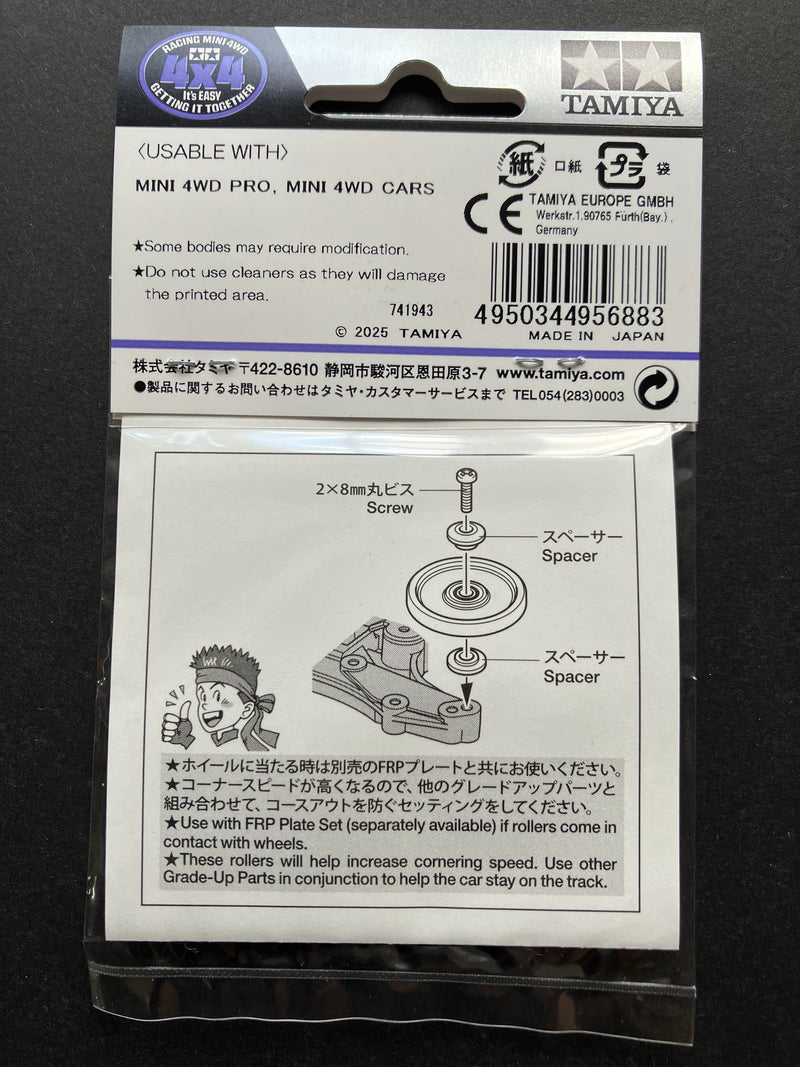 RACING MINI 4WD
4x4
It's EASY
GETTING IT TOGETHER
TAMIYA
〈USABLE WITH〉
MINI 4WD PRO, MINI 4WD CARS
★Some bodies may require modification.
★Do not use cleaners as they will damage
the printed area.
741943
© 2025 TAMIYA
紙 口紙 プラ 袋
CE TAMIYA EUROPE GMBH
Werkstr.1,90765 Fürth(Bay.),
Germany
4950344956883
MADE IN JAPAN
株式会社タミヤ 〒422-8610 静岡市駿河区恩田原3-7 www.tamiya.com
●製品に関するお問い合わせはタミヤ・カスタマーサービスまで TEL054(283)0003
2×8㎜丸ビス
Screw
スペーサー
Spacer
スペーサー
Spacer
★ホイールに当たる時は別売のFRPプレートと共にお使いください。
★コーナースピードが高くなるので、他のグレードアップパーツと
組み合わせて、コースアウトを防ぐセッティングをしてください。
★Use with FRP Plate Set (separately available) if rollers come in
contact with wheels.
★These rollers will help increase cornering speed. Use other
Grade-Up Parts in conjunction to help the car stay on the track.